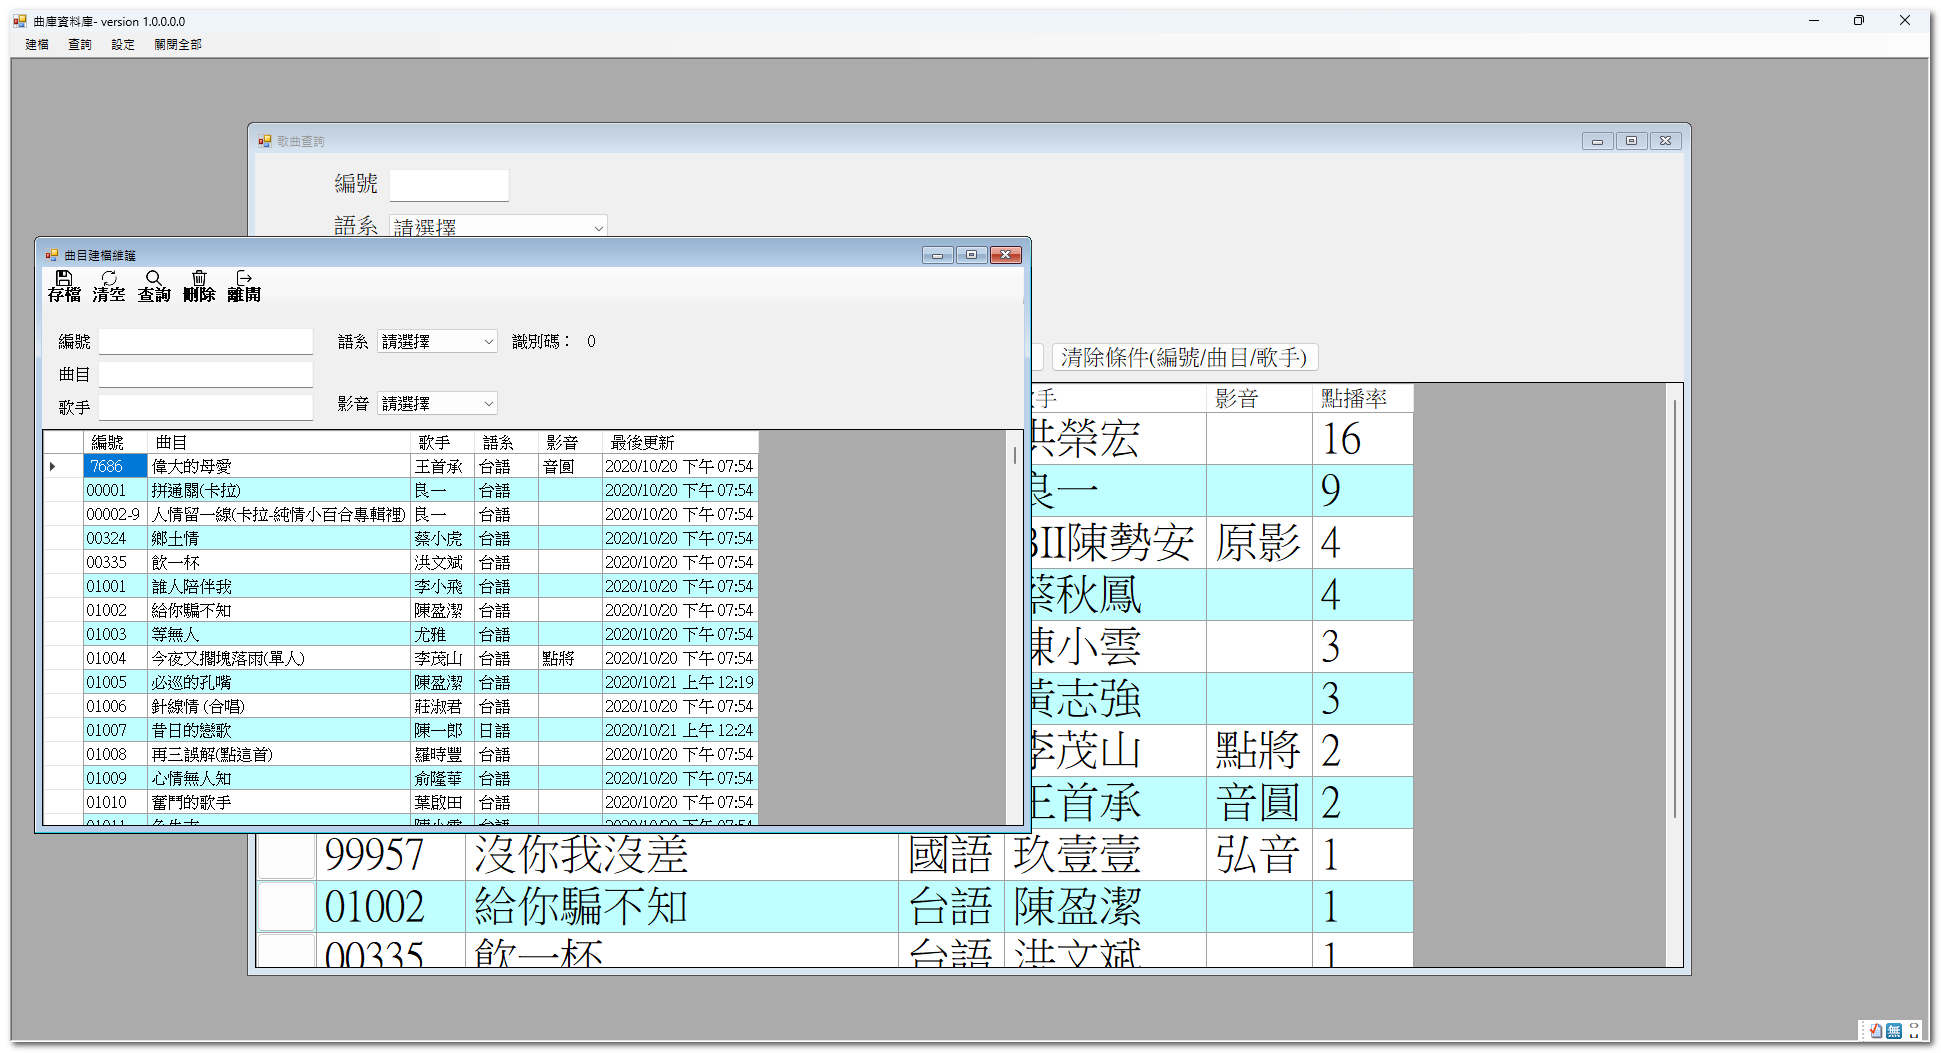 曲庫資料庫- version 1.0.0.0.0
建檔 查詢 設定 關閉全部
歌曲查詢
編號
語系 請選擇
清除條件(編號/曲目/歌手)
手 影音 點播率
洪榮宏 16
良一 9
BII陳勢安 原影 4
蔡秋鳳 4
陳小雲 3
黃志強 3
李茂山 點將 2
王首承 音圓 2
99957 沒你我沒差 國語 玖壹壹 弘音 1
01002 給你騙不知 台語 陳盈潔 1
00335 飲一杯 台語 洪文斌 1
曲目建檔維護
存檔 清空 查詢 刪除 離開
編號 語系 請選擇 識別碼： 0
曲目
歌手 影音 請選擇
編號 曲目 歌手 語系 影音 最後更新
7686 偉大的母愛 王首承 台語 音圓 2020/10/20 下午 07:54
00001 拼通關(卡拉) 良一 台語 2020/10/20 下午 07:54
00002-9 人情留一線(卡拉-純情小百合專輯裡) 良一 台語 2020/10/20 下午 07:54
00324 鄉土情 蔡小虎 台語 2020/10/20 下午 07:54
00335 飲一杯 洪文斌 台語 2020/10/20 下午 07:54
01001 誰人陪伴我 李小飛 台語 2020/10/20 下午 07:54
01002 給你騙不知 陳盈潔 台語 2020/10/20 下午 07:54
01003 等無人 尤雅 台語 2020/10/20 下午 07:54
01004 今夜又擱塊落雨(單人) 李茂山 台語 點將 2020/10/20 下午 07:54
01005 必巡的孔嘴 陳盈潔 台語 2020/10/21 上午 12:19
01006 針線情 (合唱) 莊淑君 台語 2020/10/20 下午 07:54
01007 昔日的戀歌 陳一郎 日語 2020/10/21 上午 12:24
01008 再三誤解(點這首) 羅時豐 台語 2020/10/20 下午 07:54
01009 心情無人知 俞隆華 台語 2020/10/20 下午 07:54
01010 奮鬥的歌手 葉啟田 台語 2020/10/20 下午 07:54
01011 陳小雲 台語 2020/10/20 下午 07:54
無